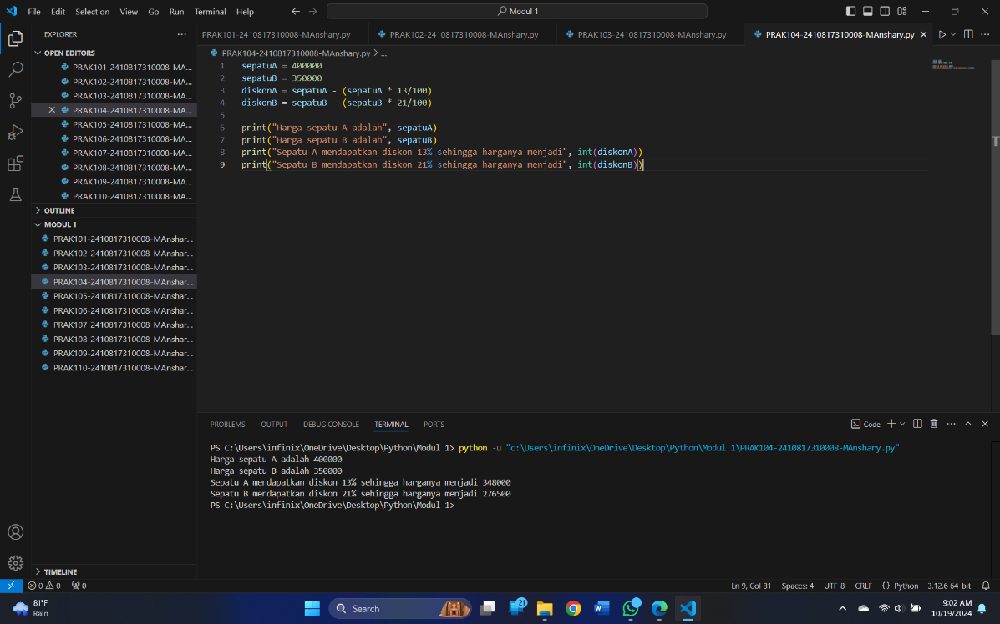 File Edit Selection View Go Run Terminal Help
Modul 1
EXPLORER
OPEN EDITORS
PRAK101-2410817310008-MA...
PRAK102-2410817310008-MA...
PRAK103-2410817310008-MA...
PRAK104-2410817310008-MA...
PRAK105-2410817310008-MA...
PRAK106-2410817310008-MA...
PRAK107-2410817310008-MA...
PRAK108-2410817310008-MA...
PRAK109-2410817310008-MA...
PRAK110-2410817310008-MA...
OUTLINE
MODUL 1
PRAK101-2410817310008-MAnshar...
PRAK102-2410817310008-MAnshar...
PRAK103-2410817310008-MAnshar...
PRAK104-2410817310008-MAnshar...
PRAK105-2410817310008-MAnshar...
PRAK106-2410817310008-MAnshar...
PRAK107-2410817310008-MAnshar...
PRAK108-2410817310008-MAnshar...
PRAK109-2410817310008-MAnshar...
PRAK110-2410817310008-MAnshar...
TIMELINE
PRAK101-2410817310008-MAnshary.py PRAK102-2410817310008-MAnshary.py PRAK103-2410817310008-MAnshary.py PRAK104-2410817310008-MAnshary.py
PRAK104-2410817310008-MAnshary.py > ...
1 sepatuA = 400000
2 sepatuB = 350000
3 diskonA = sepatuA - (sepatuA * 13/100)
4 diskonB = sepatuB - (sepatuB * 21/100)
5
6 print("Harga sepatu A adalah", sepatuA)
7 print("Harga sepatu B adalah", sepatuB)
8 print("Sepatu A mendapatkan diskon 13% sehingga harganya menjadi", int(diskonA))
9 print("Sepatu B mendapatkan diskon 21% sehingga harganya menjadi", int(diskonB))
PROBLEMS OUTPUT DEBUG CONSOLE TERMINAL PORTS
Code
PS C:\Users\infinix\OneDrive\Desktop\Python\Modul 1> python -u "c:\Users\infinix\OneDrive\Desktop\Python\Modul 1\PRAK104-2410817310008-MAnshary.py"
Harga sepatu A adalah 400000
Harga sepatu B adalah 350000
Sepatu A mendapatkan diskon 13% sehingga harganya menjadi 348000
Sepatu B mendapatkan diskon 21% sehingga harganya menjadi 276500
PS C:\Users\infinix\OneDrive\Desktop\Python\Modul 1>
0 0 0
Ln 9, Col 81 Spaces: 4 UTF-8 CRLF {} Python 3.12.6 64-bit
81°F
Rain
Search
21
1
9:02 AM
10/19/2024